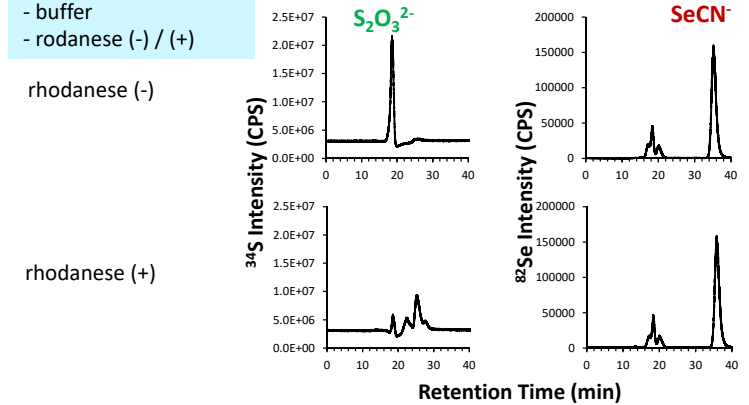 - buffer
- rodanese (-) / (+)
S2O3^2-
SeCN^-
rhodanese (-)
2.5E+07
2.0E+07
1.5E+07
1.0E+07
5.0E+06
0.0E+00
0 10 20 30 40
200000
150000
100000
50000
0
0 10 20 30 40
rhodanese (+)
2.5E+07
2.0E+07
1.5E+07
1.0E+07
5.0E+06
0.0E+00
0 10 20 30 40
200000
150000
100000
50000
0
0 10 20 30 40
34S Intensity (CPS)
82Se Intensity (CPS)
Retention Time (min)